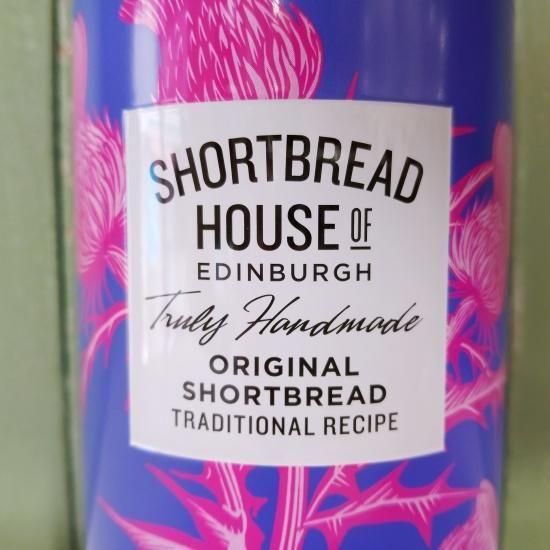 SHORTBREAD
HOUSE OF
EDINBURGH
Truly Handmade
ORIGINAL
SHORTBREAD
TRADITIONAL RECIPE